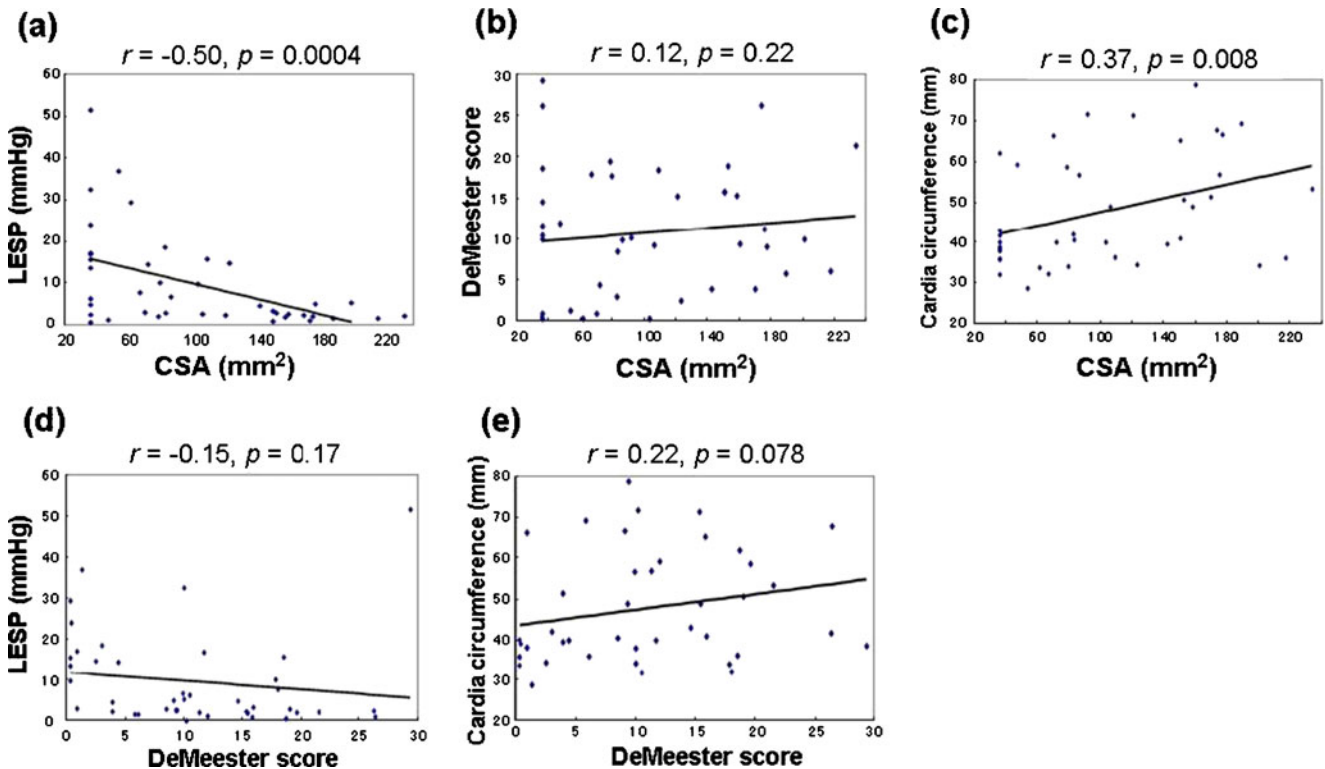 (a)
r = -0.50, p = 0.0004
60
50
40
30
20
10
0
LESP (mmHg)
20 60 100 140 180 220
CSA (mm²)
(b)
r = 0.12, p = 0.22
30
25
20
15
10
5
0
DeMeester score
20 60 100 140 180 220
CSA (mm²)
(c)
r = 0.37, p = 0.008
80
70
60
50
40
30
20
Cardia circumference (mm)
20 60 100 140 180 220
CSA (mm²)
(d)
r = -0.15, p = 0.17
60
50
40
30
20
10
0
LESP (mmHg)
0 5 10 15 20 25 30
DeMeester score
(e)
r = 0.22, p = 0.078
80
70
60
50
40
30
20
Cardia circumference (mm)
0 5 10 15 20 25 30
DeMeester score